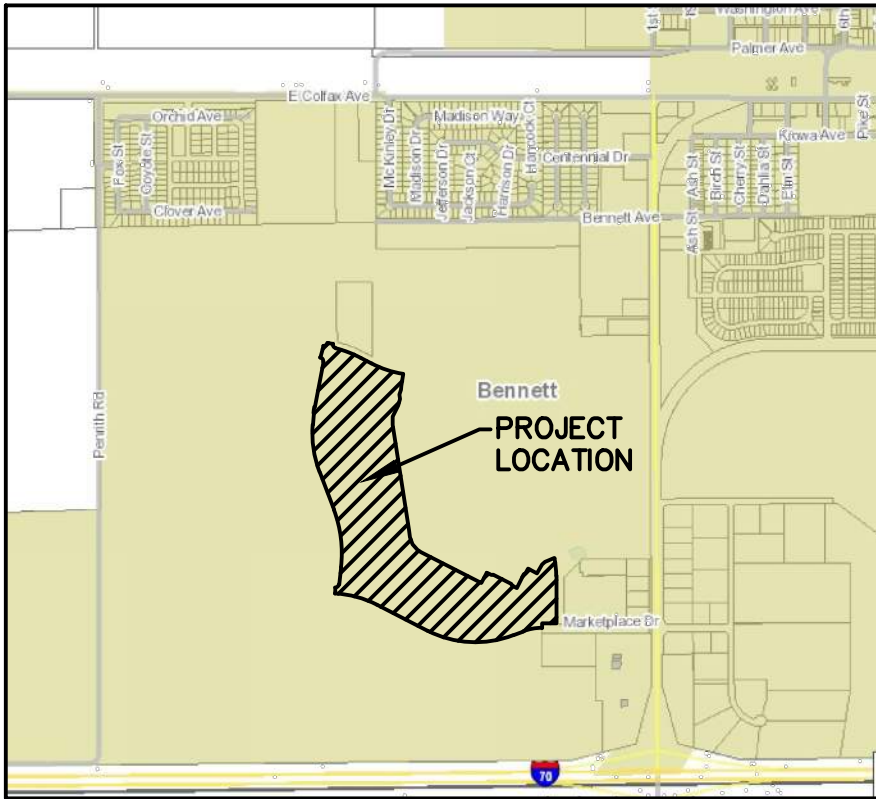 1st
Washington Ave
6th
Palmer Ave
E Colfax Ave
Orchid Ave
Madison Way
Pike St
Kiowa Ave
Fox St
Coyote St
McKinley Dr
Madison Dr
Jefferson Dr
Jackson Ct
Harrison Dr
Hancock Ct
Centennial Dr
Ash St
Birch St
Cherry St
Dahlia St
Elm St
Clover Ave
Bennett Ave
Ash St
Bennett
PROJECT
LOCATION
Penrith Rd
Marketplace Dr
70